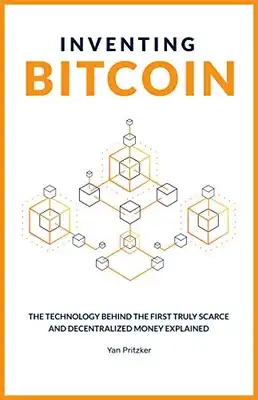 INVENTING
BITCOIN
THE TECHNOLOGY BEHIND THE FIRST TRULY SCARCE
AND DECENTRALIZED MONEY EXPLAINED
Yan Pritzker